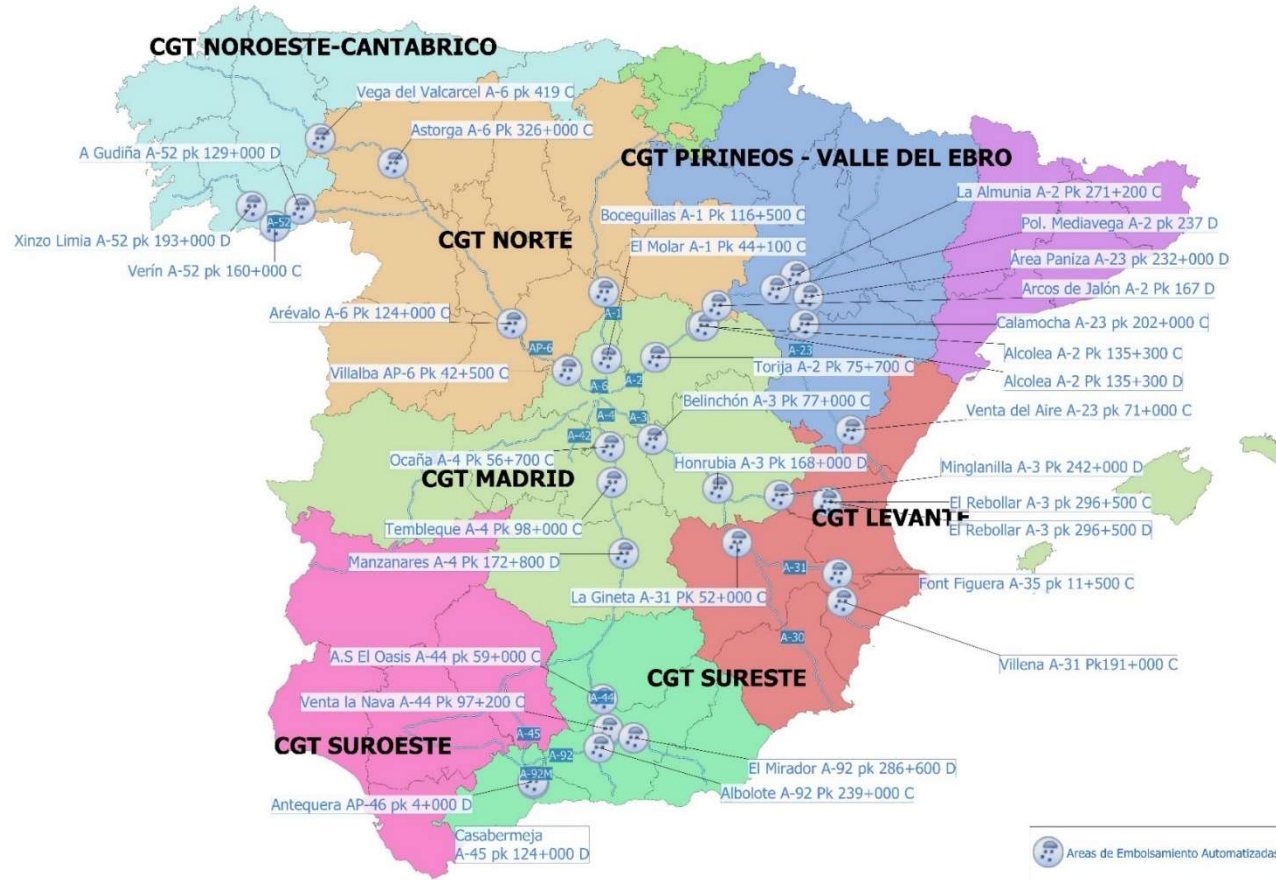 CGT NOROESTE-CANTABRICO
Vega del Valcarcel A-6 pk 419 C
Astorga A-6 Pk 326+000 C
A Gudiña A-52 pk 129+000 D
CGT PIRINEOS - VALLE DEL EBRO
La Almunia A-2 Pk 271+200 C
Boceguillas A-1 Pk 116+500 C
Pol. Mediavega A-2 pk 237 D
A-52
Xinzo Limia A-52 pk 193+000 D
CGT NORTE
El Molar A-1 Pk 44+100 C
Área Paniza A-23 pk 232+000 D
Verín A-52 pk 160+000 C
Arcos de Jalón A-2 Pk 167 D
Arévalo A-6 Pk 124+000 C
A-1
Calamocha A-23 pk 202+000 C
AP-6
A-23
Alcolea A-2 Pk 135+300 C
Villalba AP-6 Pk 42+500 C
A-2
Torija A-2 Pk 75+700 C
Alcolea A-2 Pk 135+300 D
A-6
Belinchón A-3 Pk 77+000 C
A-4
A-3
Venta del Aire A-23 pk 71+000 C
A-42
Ocaña A-4 Pk 56+700 C
Honrubia A-3 Pk 168+000 D
Minglanilla A-3 Pk 242+000 D
CGT MADRID
El Rebollar A-3 pk 296+500 C
CGT LEVANTE
Tembleque A-4 Pk 98+000 C
El Rebollar A-3 pk 296+500 D
Manzanares A-4 Pk 172+800 D
A-31
Font Figuera A-35 pk 11+500 C
La Gineta A-31 Pk 52+000 C
A-30
A.S El Oasis A-44 pk 59+000 C
Villena A-31 Pk191+000 C
CGT SURESTE
A-44
Venta la Nava A-44 Pk 97+200 C
A-45
CGT SUROESTE
A-92
El Mirador A-92 pk 286+600 D
A-92M
Albolote A-92 Pk 239+000 C
Antequera AP-46 pk 4+000 D
Casabermeja
A-45 pk 124+000 D
Areas de Embolsamiento Automatizadas